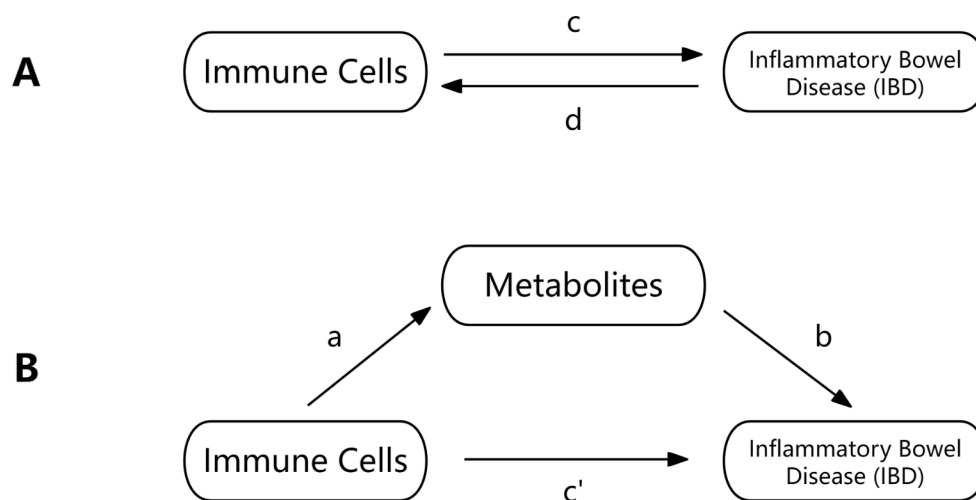 A
Immune Cells
c
d
Inflammatory Bowel
Disease (IBD)
B
Metabolites
a
b
Immune Cells
c'
Inflammatory Bowel
Disease (IBD)